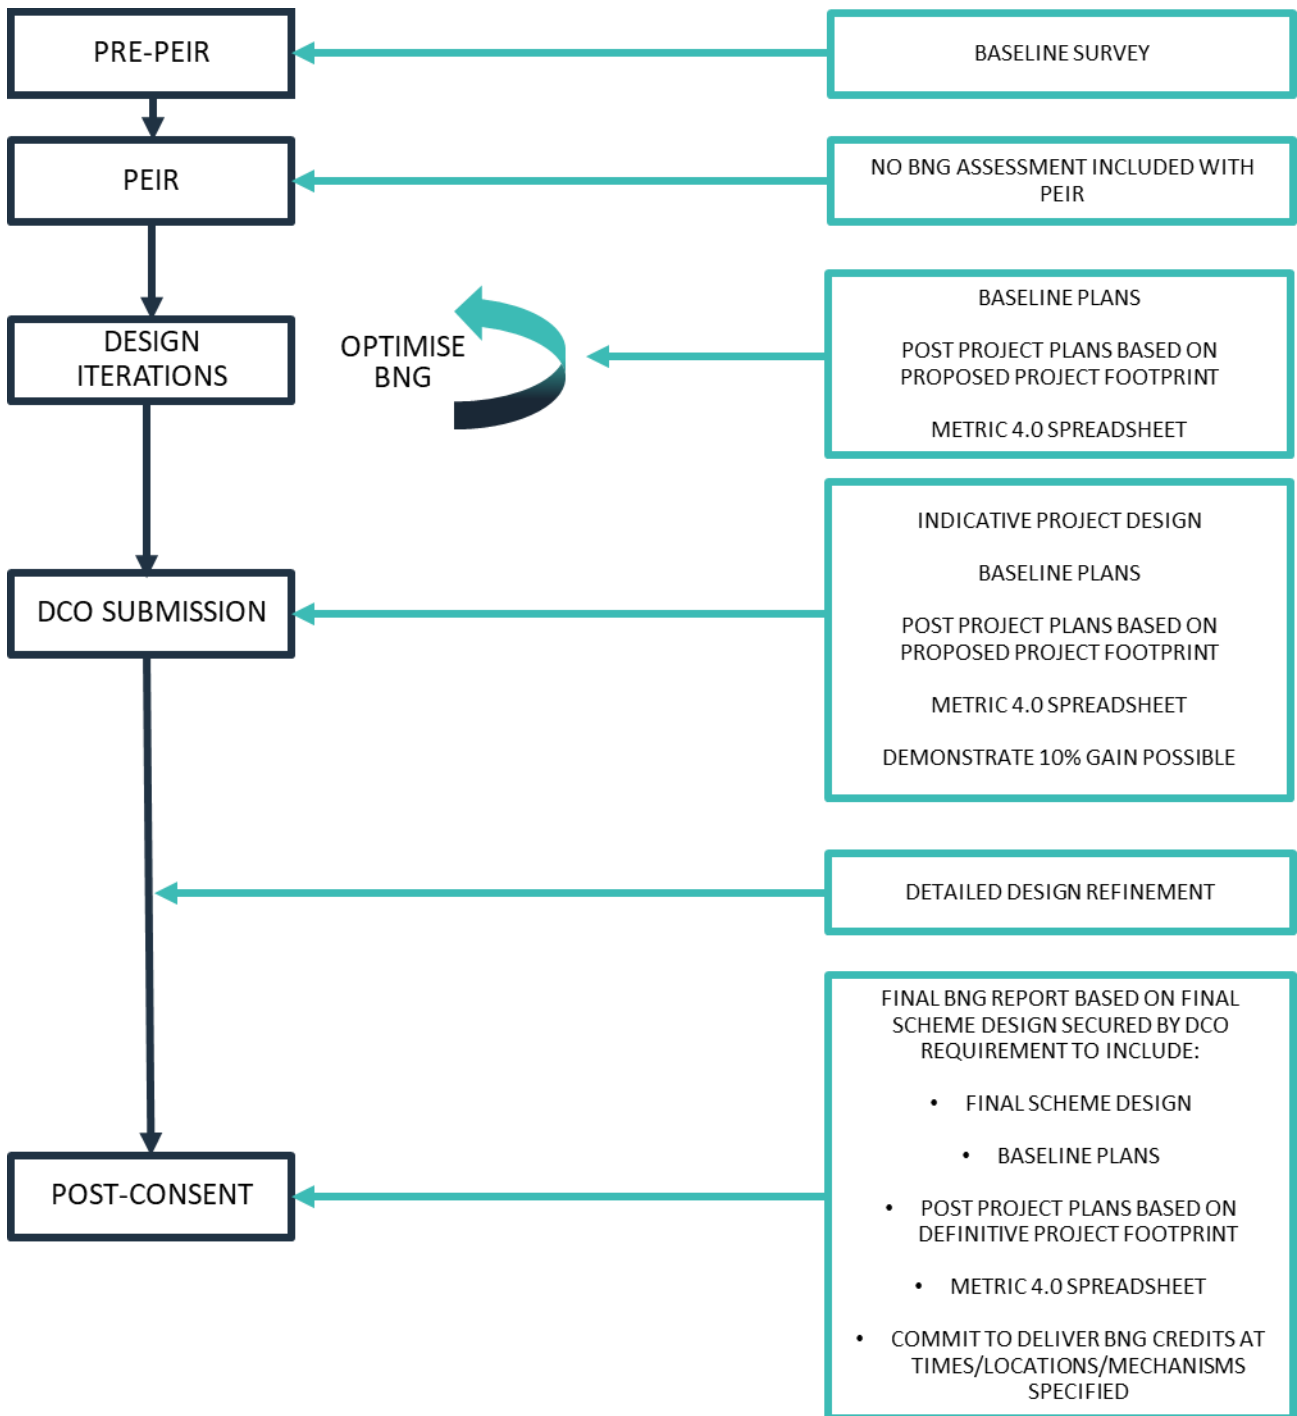 PRE-PEIR
BASELINE SURVEY
PEIR
NO BNG ASSESSMENT INCLUDED WITH
PEIR
DESIGN
ITERATIONS
OPTIMISE
BNG
BASELINE PLANS
POST PROJECT PLANS BASED ON
PROPOSED PROJECT FOOTPRINT
METRIC 4.0 SPREADSHEET
DCO SUBMISSION
INDICATIVE PROJECT DESIGN
BASELINE PLANS
POST PROJECT PLANS BASED ON
PROPOSED PROJECT FOOTPRINT
METRIC 4.0 SPREADSHEET
DEMONSTRATE 10% GAIN POSSIBLE
DETAILED DESIGN REFINEMENT
POST-CONSENT
FINAL BNG REPORT BASED ON FINAL
SCHEME DESIGN SECURED BY DCO
REQUIREMENT TO INCLUDE:
• FINAL SCHEME DESIGN
• BASELINE PLANS
• POST PROJECT PLANS BASED ON
DEFINITIVE PROJECT FOOTPRINT
• METRIC 4.0 SPREADSHEET
• COMMIT TO DELIVER BNG CREDITS AT
TIMES/LOCATIONS/MECHANISMS
SPECIFIED